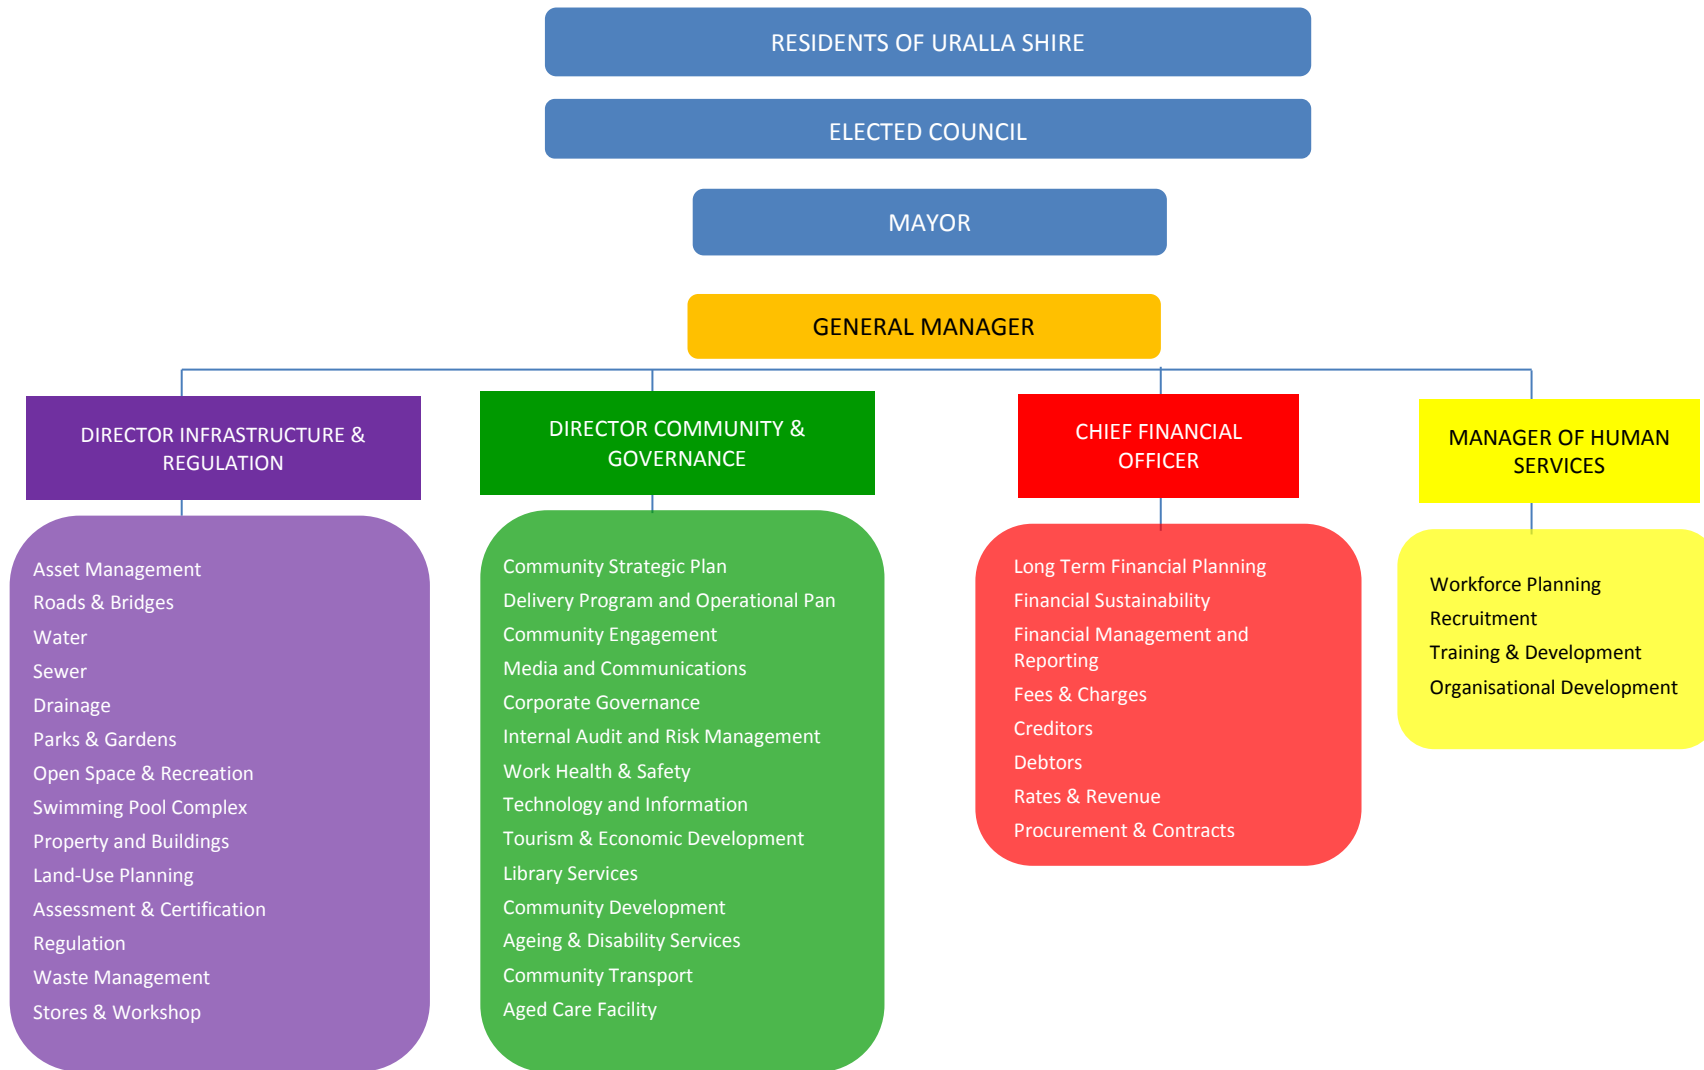 RESIDENTS OF URALLA SHIRE
ELECTED COUNCIL
MAYOR
GENERAL MANAGER
DIRECTOR INFRASTRUCTURE &
REGULATION
Asset Management
Roads & Bridges
Water
Sewer
Drainage
Parks & Gardens
Open Space & Recreation
Swimming Pool Complex
Property and Buildings
Land-Use Planning
Assessment & Certification
Regulation
Waste Management
Stores & Workshop
DIRECTOR COMMUNITY &
GOVERNANCE
Community Strategic Plan
Delivery Program and Operational Pan
Community Engagement
Media and Communications
Corporate Governance
Internal Audit and Risk Management
Work Health & Safety
Technology and Information
Tourism & Economic Development
Library Services
Community Development
Ageing & Disability Services
Community Transport
Aged Care Facility
CHIEF FINANCIAL
OFFICER
Long Term Financial Planning
Financial Sustainability
Financial Management and
Reporting
Fees & Charges
Creditors
Debtors
Rates & Revenue
Procurement & Contracts
MANAGER OF HUMAN
SERVICES
Workforce Planning
Recruitment
Training & Development
Organisational Development